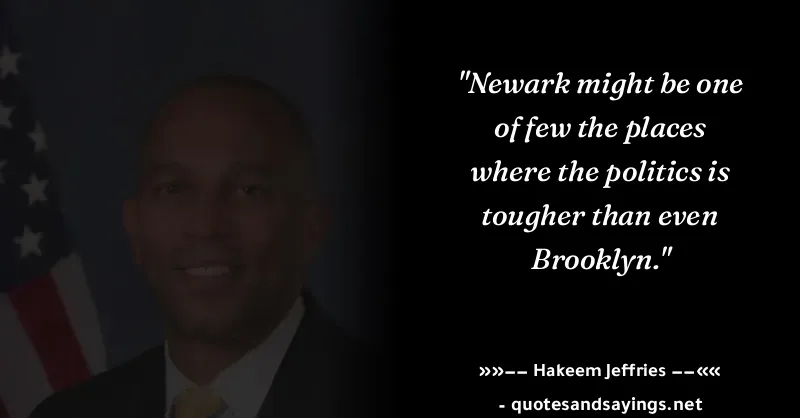 "Newark might be one
of few the places
where the politics is
tougher than even
Brooklyn."
»»−− Hakeem Jeffries −−««
- quotesandsayings.net